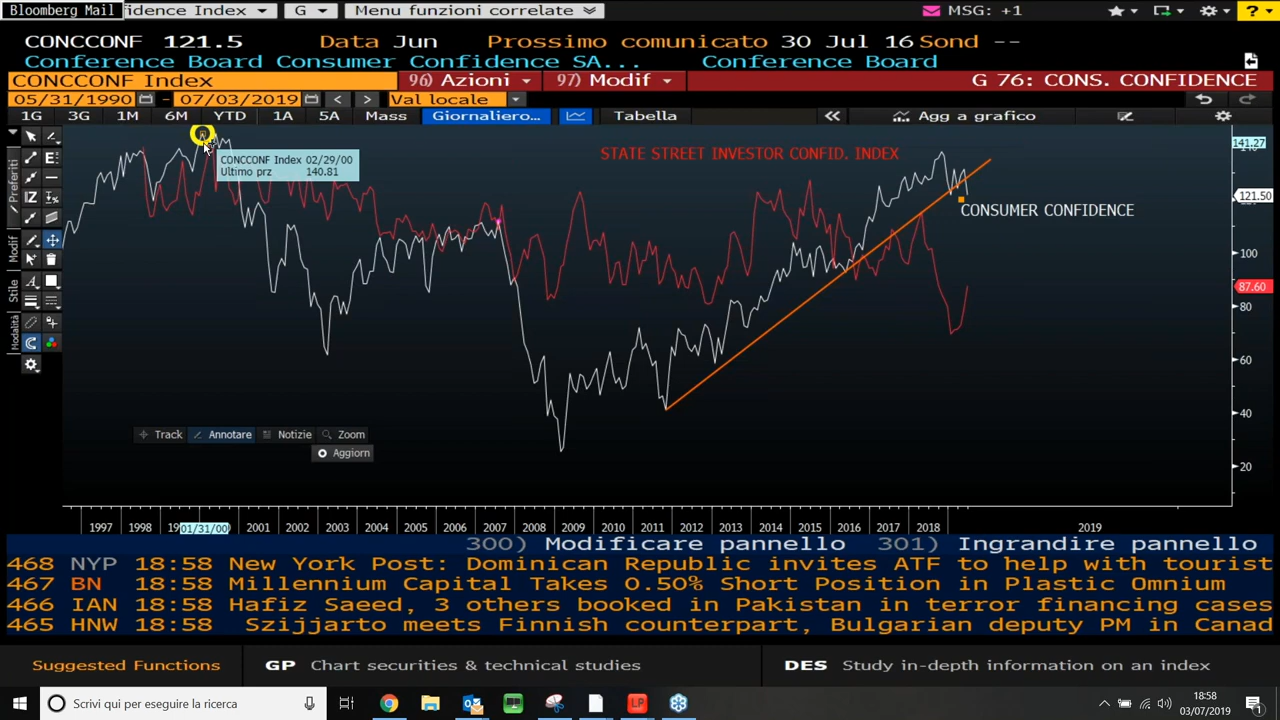 Bloomberg Mail fidence Index G Menu funzioni correlate MSG: +1
CONCCONF 121.5 Data Jun Prossimo comunicato 30 Jul 16 Sond --
Conference Board Consumer Confidence SA... Conference Board
CONCCONF Index 96) Azioni 97) Modif G 76: CONS. CONFIDENCE
05/31/1990 - 07/03/2019 < > Val locale
1G 3G 1M 6M YTD 1A 5A Mass Giornaliero... Tabella Agg a grafico
Preferiti
Modif
Stile
Modalità
CONCCONF Index 02/29/00
Ultimo prz 140.81
STATE STREET INVESTOR CONFID. INDEX
CONSUMER CONFIDENCE
141.27
121.50
100
87.60
80
60
40
20
Track Annotare Notizie Zoom
Aggiorn
1997 1998 01/31/00 2001 2002 2003 2004 2005 2006 2007 2008 2009 2010 2011 2012 2013 2014 2015 2016 2017 2018 2019
300) Modificare pannello 301) Ingrandire pannello
468 NYP 18:58 New York Post: Dominican Republic invites ATF to help with tourist
467 BN 18:58 Millennium Capital Takes 0.50% Short Position in Plastic Omnium
466 IAN 18:58 Hafiz Saeed, 3 others booked in Pakistan in terror financing cases
465 HNW 18:58 Szijjarto meets Finnish counterpart, Bulgarian deputy PM in Canad
Suggested Functions GP Chart securities & technical studies DES Study in-depth information on an index
Scrivi qui per eseguire la ricerca
18:58
03/07/2019